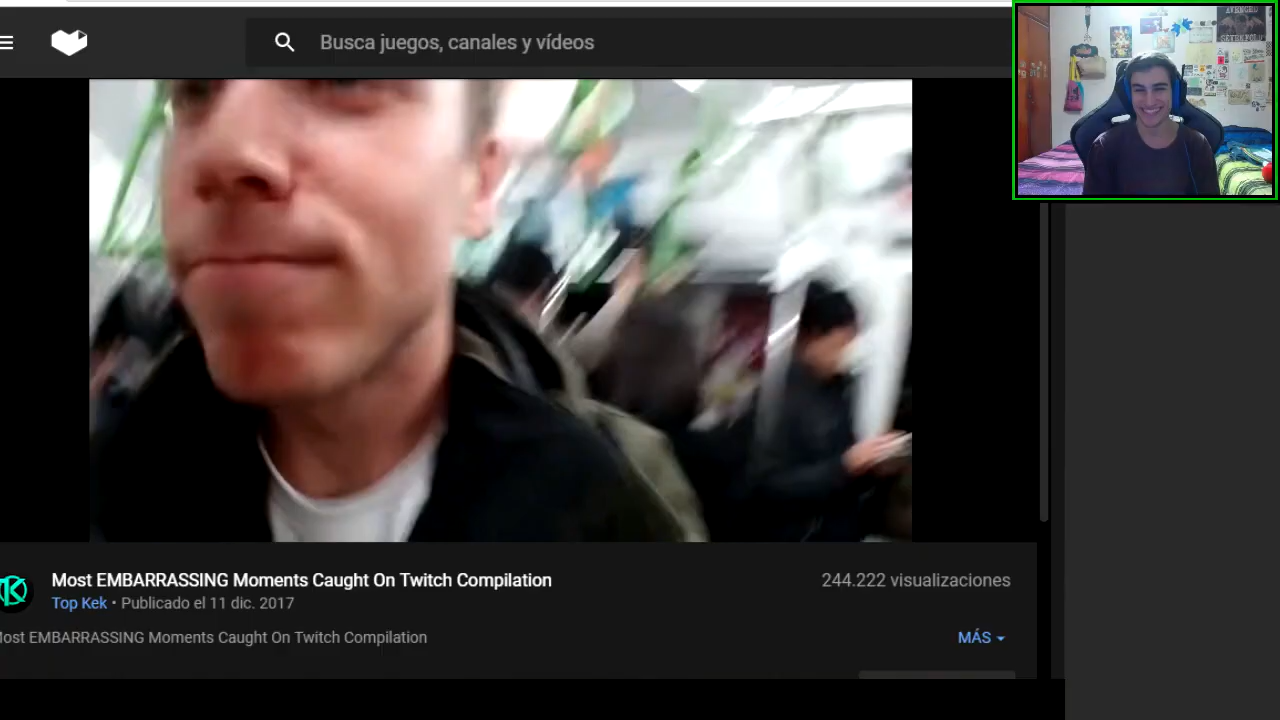 Busca juegos, canales y vídeos
Most EMBARRASSING Moments Caught On Twitch Compilation
244.222 visualizaciones
Top Kek • Publicado el 11 dic. 2017
Most EMBARRASSING Moments Caught On Twitch Compilation
MÁS